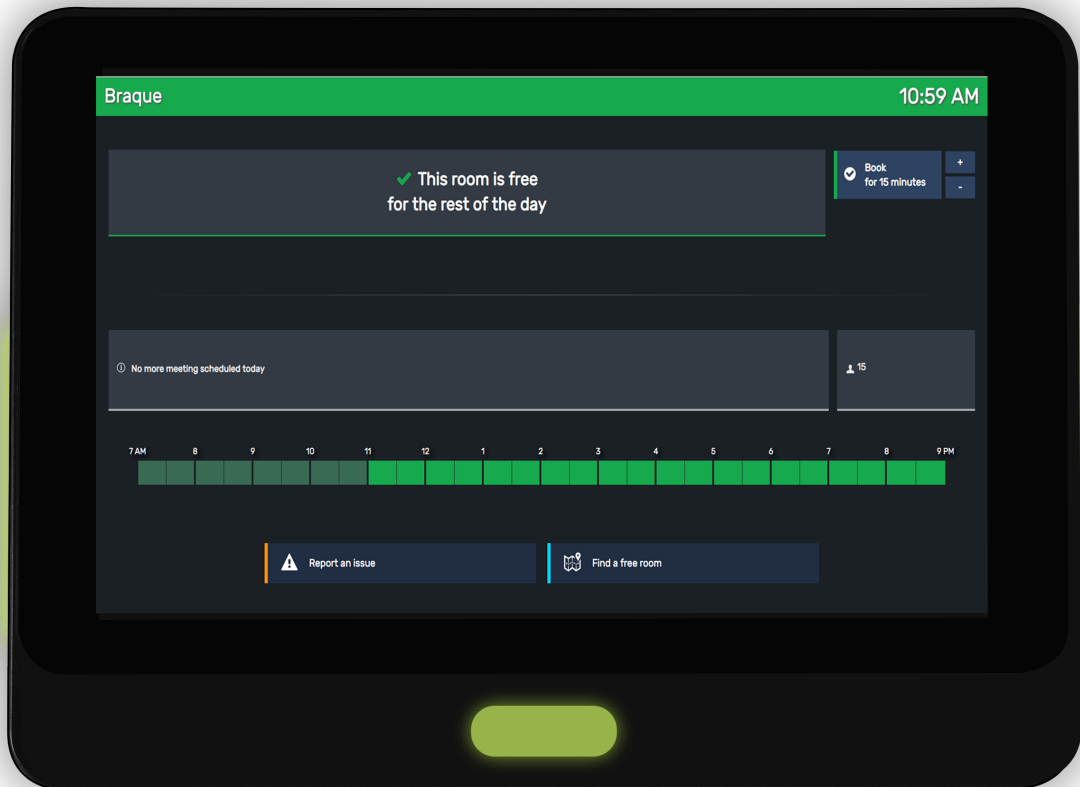 Braque
10:59 AM
This room is free
for the rest of the day
Book
for 15 minutes
+
-
No more meeting scheduled today
15
7 AM 8 9 10 11 12 1 2 3 4 5 6 7 8 9 PM
Report an issue
Find a free room